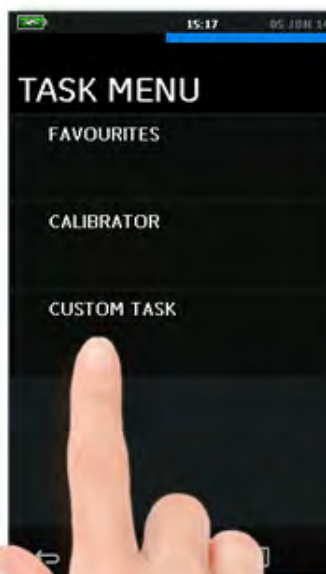 15:17 05 JUN 14
TASK MENU
FAVOURITES
CALIBRATOR
CUSTOM TASK